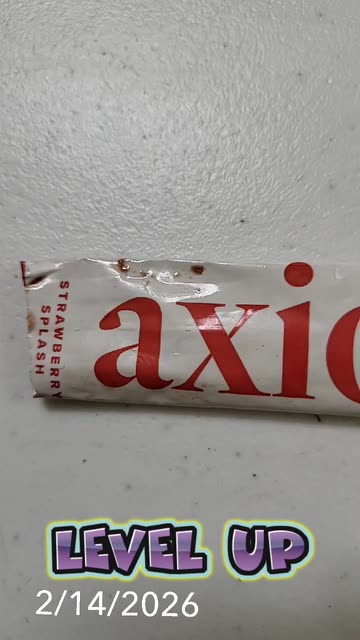 STRAWBERRY
SPLASH
axio
LEVEL UP
2/14/2026